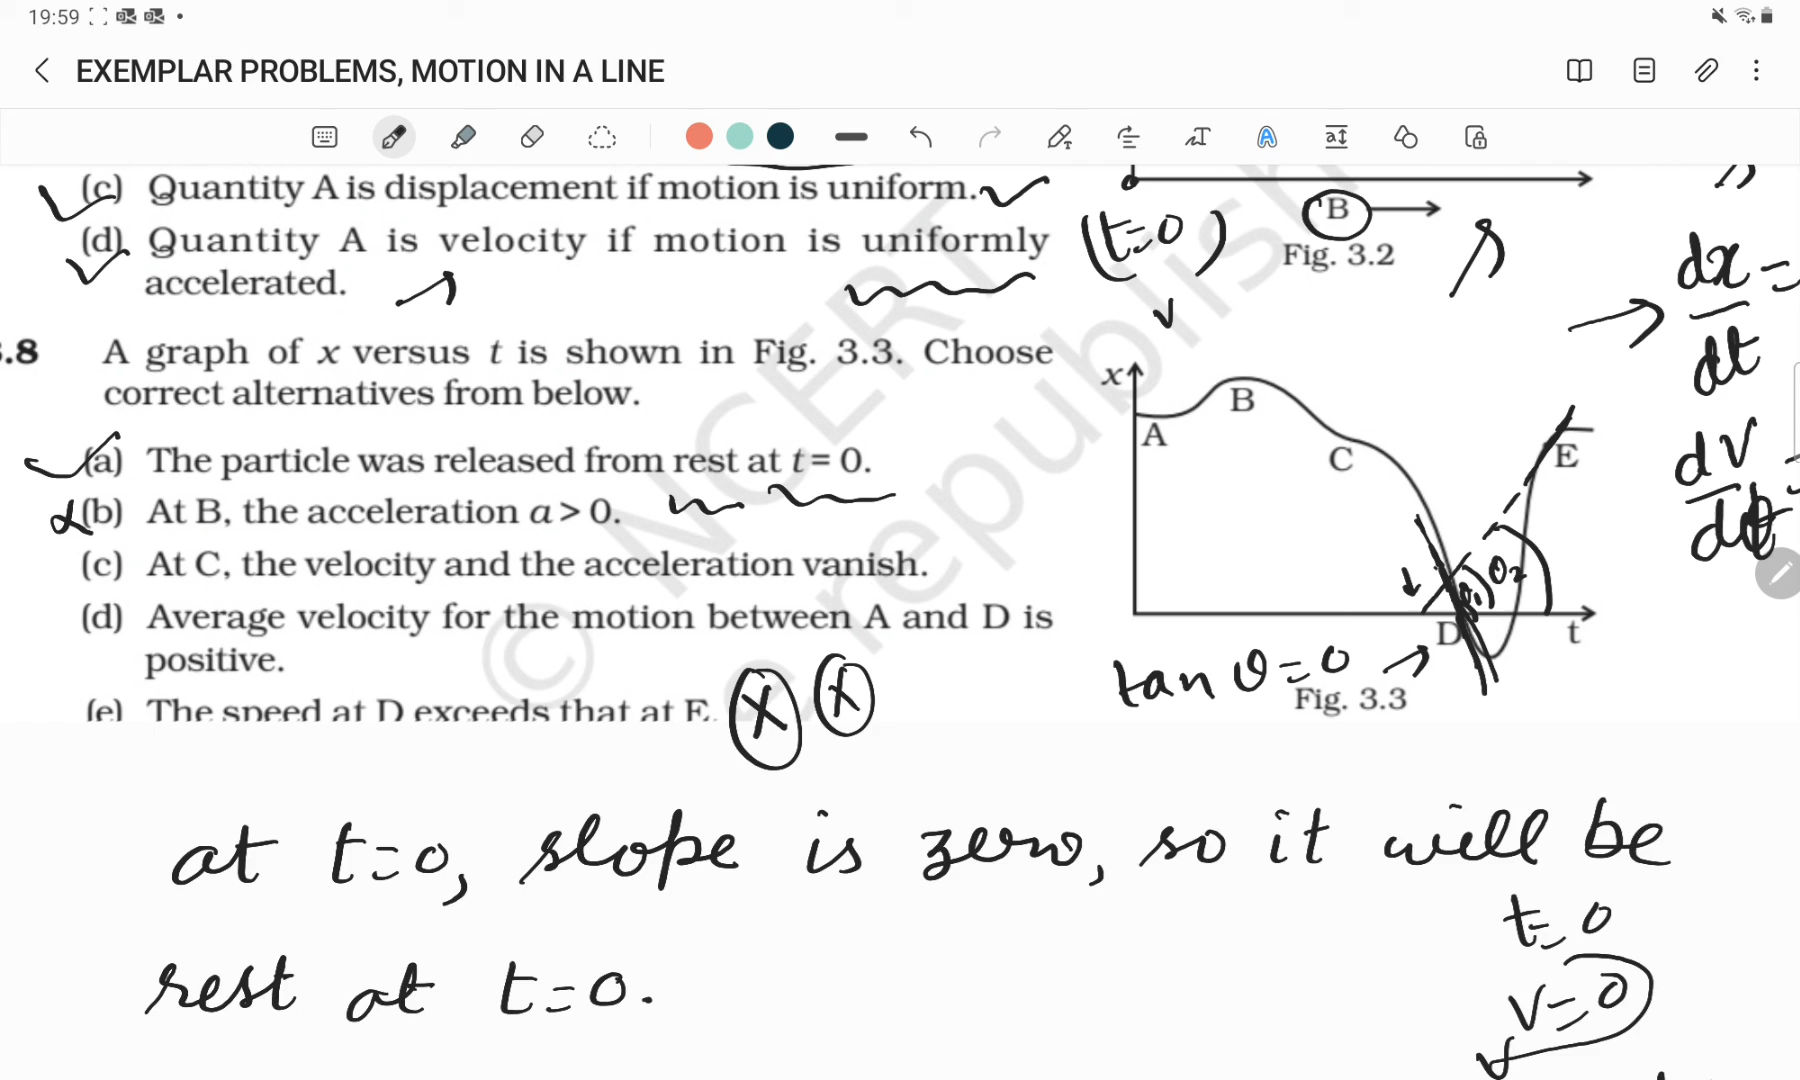 19:59
EXEMPLAR PROBLEMS, MOTION IN A LINE
(c) Quantity A is displacement if motion is uniform.
(d) Quantity A is velocity if motion is uniformly
accelerated.
(t=0)
B
Fig. 3.2
dx =
dt
dV
.8 A graph of x versus t is shown in Fig. 3.3. Choose
correct alternatives from below.
(a) The particle was released from rest at t = 0.
(b) At B, the acceleration a > 0.
(c) At C, the velocity and the acceleration vanish.
(d) Average velocity for the motion between A and D is
positive.
(e) The speed at D exceeds that at E.
x
A
B
C
D
E
t
θ₁
θ₂
tan θ = 0
Fig. 3.3
© NCERT
republish
at t=0, slope is zero, so it will be
rest at t=0.
t=0
v=0